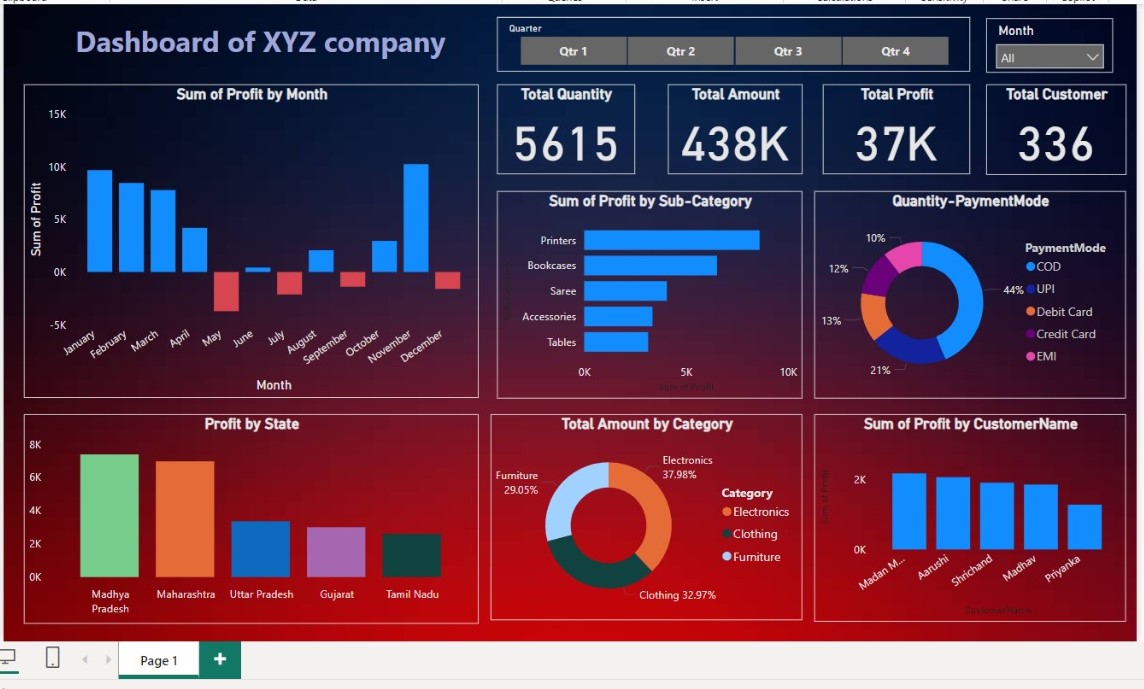 Dashboard of XYZ company
Quarter
Qtr 1
Qtr 2
Qtr 3
Qtr 4
Month
All
Sum of Profit by Month
15K
10K
5K
0K
-5K
Sum of Profit
January
February
March
April
May
June
July
August
September
October
November
December
Month
Total Quantity
5615
Total Amount
438K
Total Profit
37K
Total Customer
336
Sum of Profit by Sub-Category
Printers
Bookcases
Saree
Accessories
Tables
0K
5K
10K
Sum of Profit
Quantity-PaymentMode
10%
12%
13%
21%
44%
PaymentMode
COD
UPI
Debit Card
Credit Card
EMI
Profit by State
8K
6K
4K
2K
0K
Madhya
Pradesh
Maharashtra
Uttar Pradesh
Gujarat
Tamil Nadu
Total Amount by Category
Furniture
29.05%
Electronics
37.98%
Clothing 32.97%
Category
Electronics
Clothing
Furniture
Sum of Profit by CustomerName
Sum of Profit
2K
0K
Madan M...
Aarushi
Shrichand
Madhav
Priyanka
CustomerName
Page 1